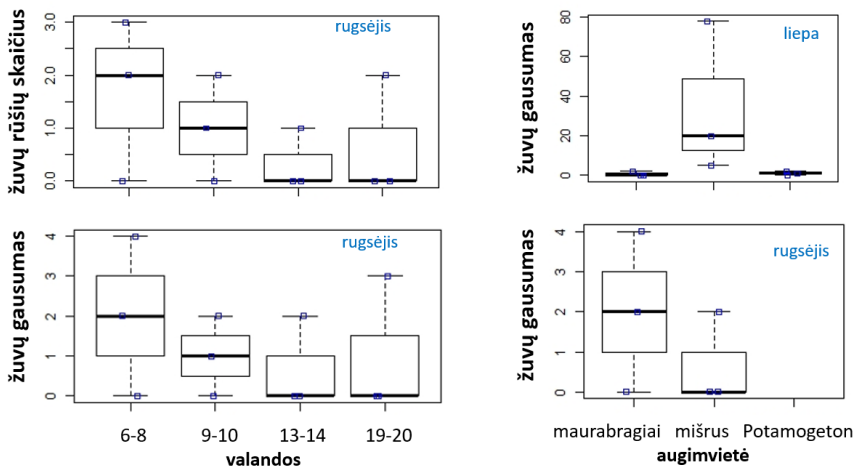 žuvų rūšių skaičius
3.0
2.0
1.0
0.0
rugsėjis
žuvų gausumas
80
60
40
20
0
liepa
žuvų gausumas
4
3
2
1
0
rugsėjis
6-8 9-10 13-14 19-20
valandos
žuvų gausumas
4
3
2
1
0
rugsėjis
maurabragiai mišrus Potamogeton
augimvietė